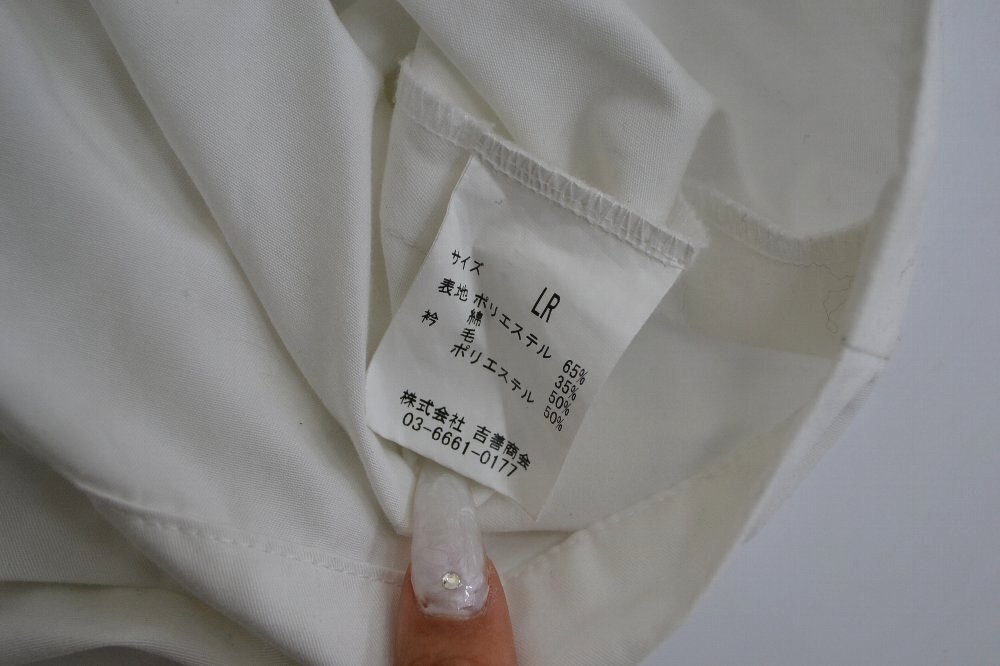 サイズ
LR
表地 ポリエステル 65%
綿 35%
衿 毛 50%
ポリエステル 50%
株式会社 吉善商会
03-6661-0177